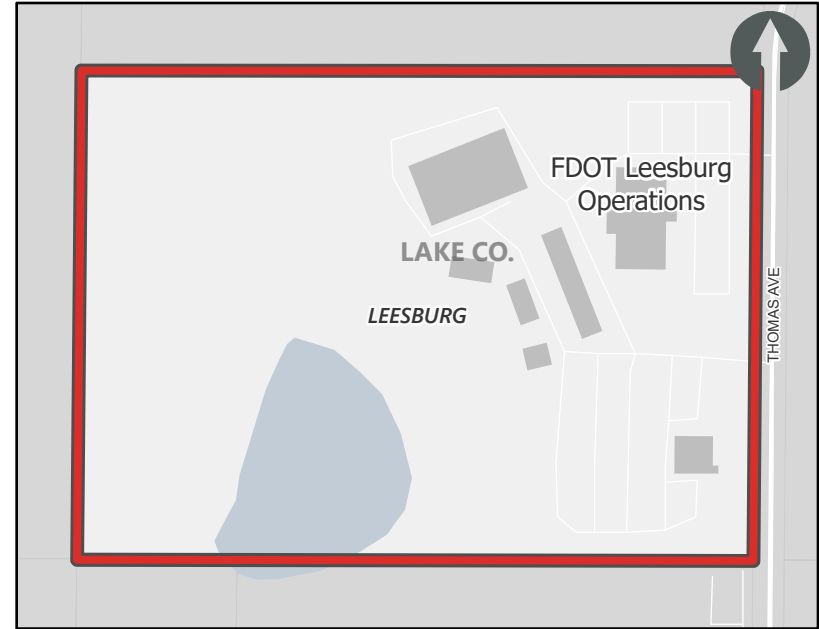 FDOT Leesburg
Operations
LAKE CO.
LEESBURG
THOMAS AVE